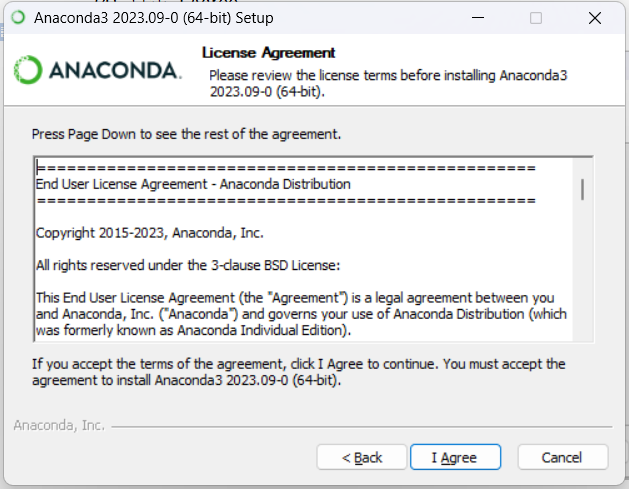 Anaconda3 2023.09-0 (64-bit) Setup
ANACONDA.
License Agreement
Please review the license terms before installing Anaconda3
2023.09-0 (64-bit).
Press Page Down to see the rest of the agreement.
==================================================
End User License Agreement - Anaconda Distribution
==================================================
Copyright 2015-2023, Anaconda, Inc.
All rights reserved under the 3-clause BSD License:
This End User License Agreement (the "Agreement") is a legal agreement between you
and Anaconda, Inc. ("Anaconda") and governs your use of Anaconda Distribution (which
was formerly known as Anaconda Individual Edition).
If you accept the terms of the agreement, click I Agree to continue. You must accept the
agreement to install Anaconda3 2023.09-0 (64-bit).
Anaconda, Inc.
< Back
I Agree
Cancel